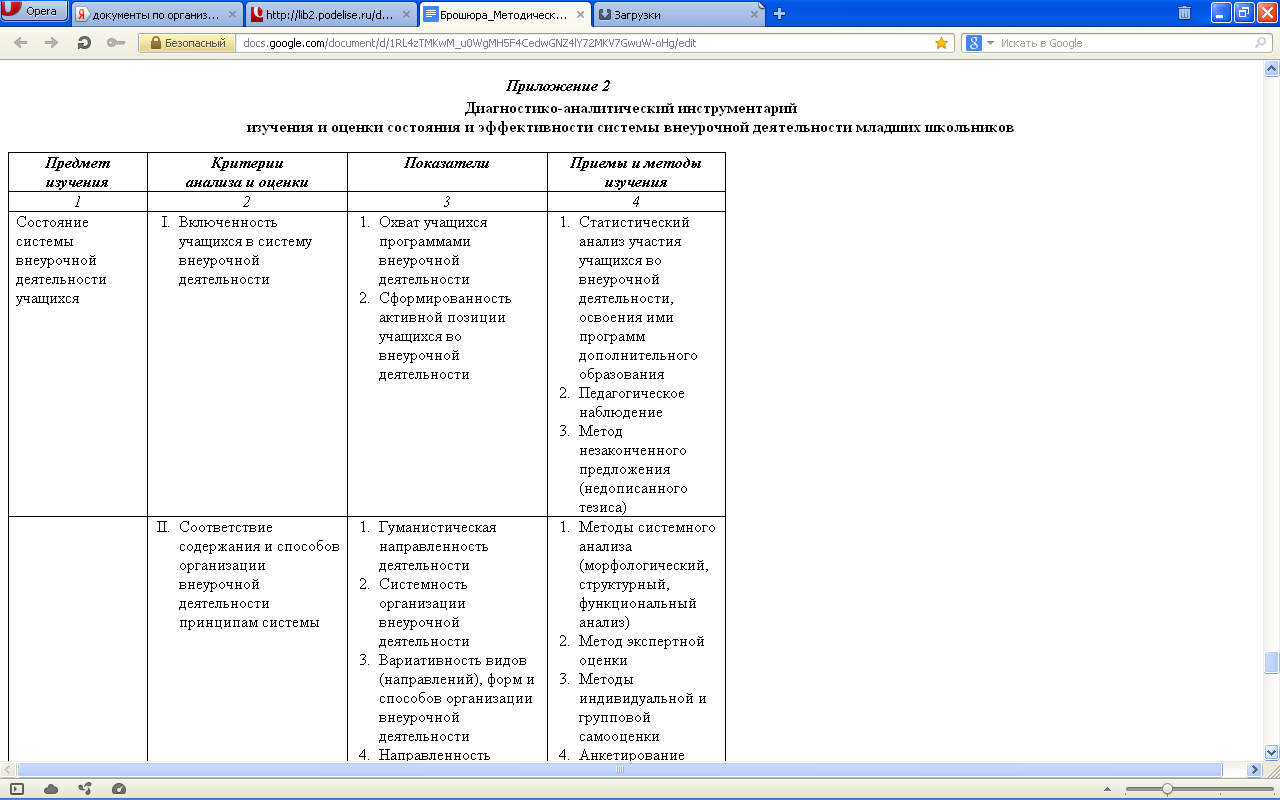 Opera
документы по организ...
http://lib2.podelise.ru/d...
Брошюра_Методическ...
Загрузки
Безопасный
docs.google.com/document/d/1RL4zTMKwM_u0WgMH5F4CedwGNZ4lY72MKV7GwuW-oHg/edit
Искать в Google
Приложение 2
Диагностико-аналитический инструментарий
изучения и оценки состояния и эффективности системы внеурочной деятельности младших школьников
Предмет
изучения
Критерии
анализа и оценки
Показатели
Приемы и методы
изучения
1
2
3
4
Состояние
системы
внеурочной
деятельности
учащихся
I. Включенность
учащихся в систему
внеурочной
деятельности
1. Охват учащихся
программами
внеурочной
деятельности
2. Сформированность
активной позиции
учащихся во
внеурочной
деятельности
1. Статистический
анализ участия
учащихся во
внеурочной
деятельности,
освоения ими
программ
дополнительного
образования
2. Педагогическое
наблюдение
3. Метод
незаконченного
предложения
(недописанного
тезиса)
II. Соответствие
содержания и способов
организации
внеурочной
деятельности
принципам системы
1. Гуманистическая
направленность
деятельности
2. Системность
организации
внеурочной
деятельности
3. Вариативность видов
(направлений), форм и
способов организации
внеурочной
деятельности
4. Направленность
1. Методы системного
анализа
(морфологический,
структурный,
функциональный
анализ)
2. Метод экспертной
оценки
3. Методы
индивидуальной и
групповой
самооценки
4. Анкетирование